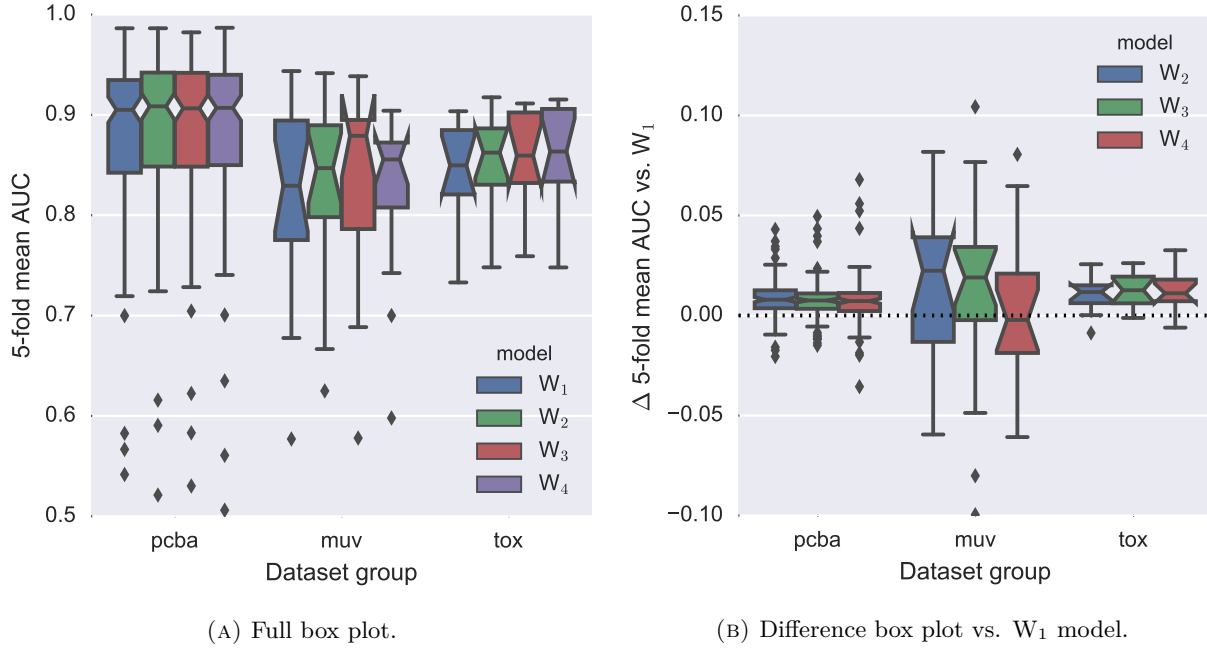 1.0
0.9
0.8
0.7
0.6
0.5
5-fold mean AUC
pcba
muv
tox
Dataset group
model
W₁
W₂
W₃
W₄
(A) Full box plot.
0.15
0.10
0.05
0.00
−0.05
−0.10
Δ 5-fold mean AUC vs. W₁
pcba
muv
tox
Dataset group
model
W₂
W₃
W₄
(B) Difference box plot vs. W₁ model.